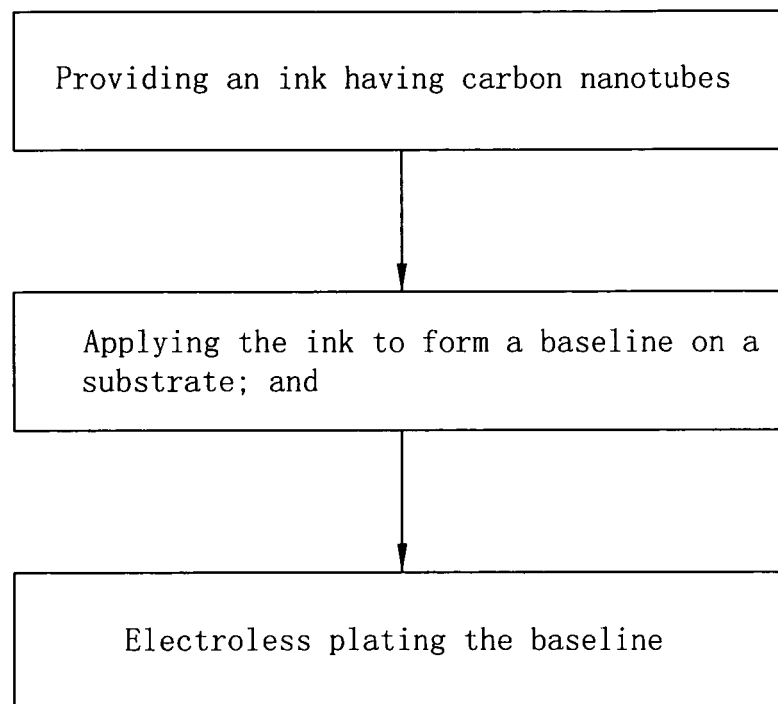 Providing an ink having carbon nanotubes
Applying the ink to form a baseline on a
substrate; and
Electroless plating the baseline